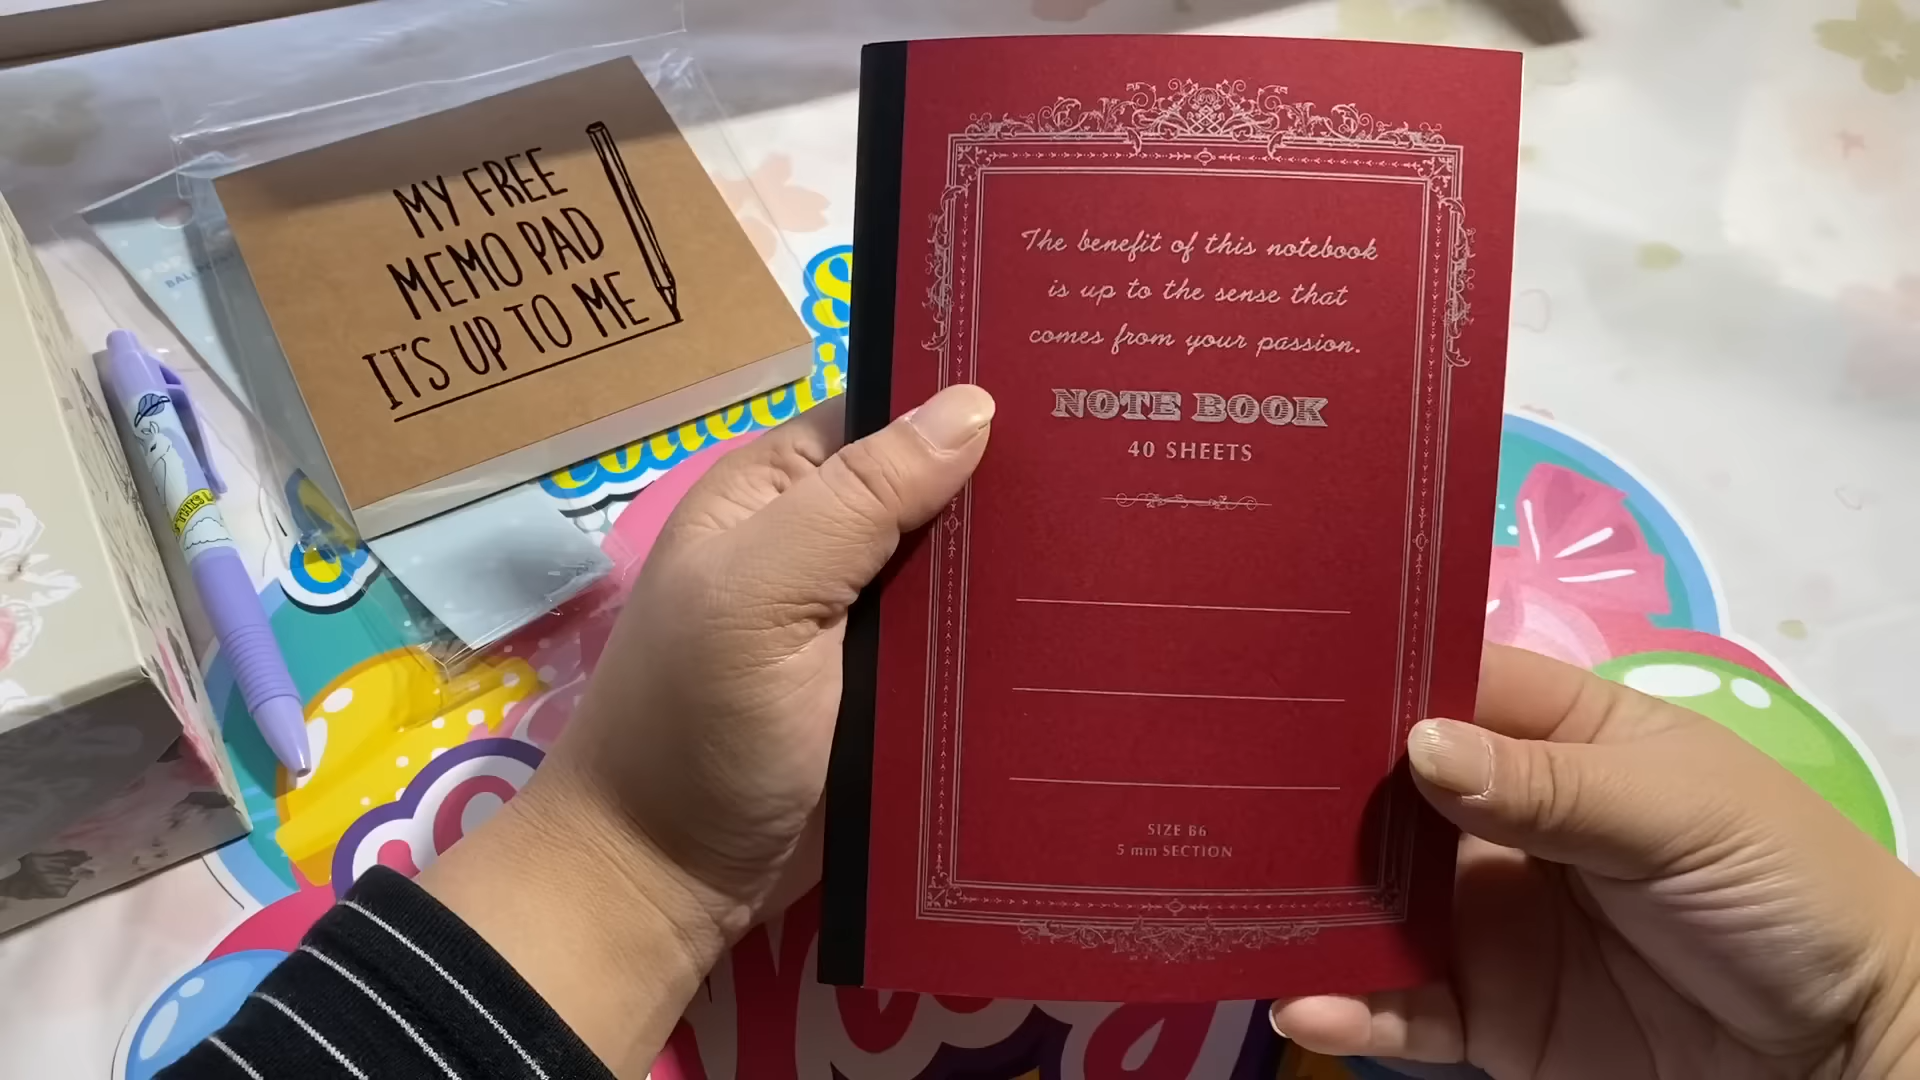 MY FREE
MEMO PAD
IT'S UP TO ME
The benefit of this notebook
is up to the sense that
comes from your passion.
NOTE BOOK
40 SHEETS
SIZE B6
5 mm SECTION